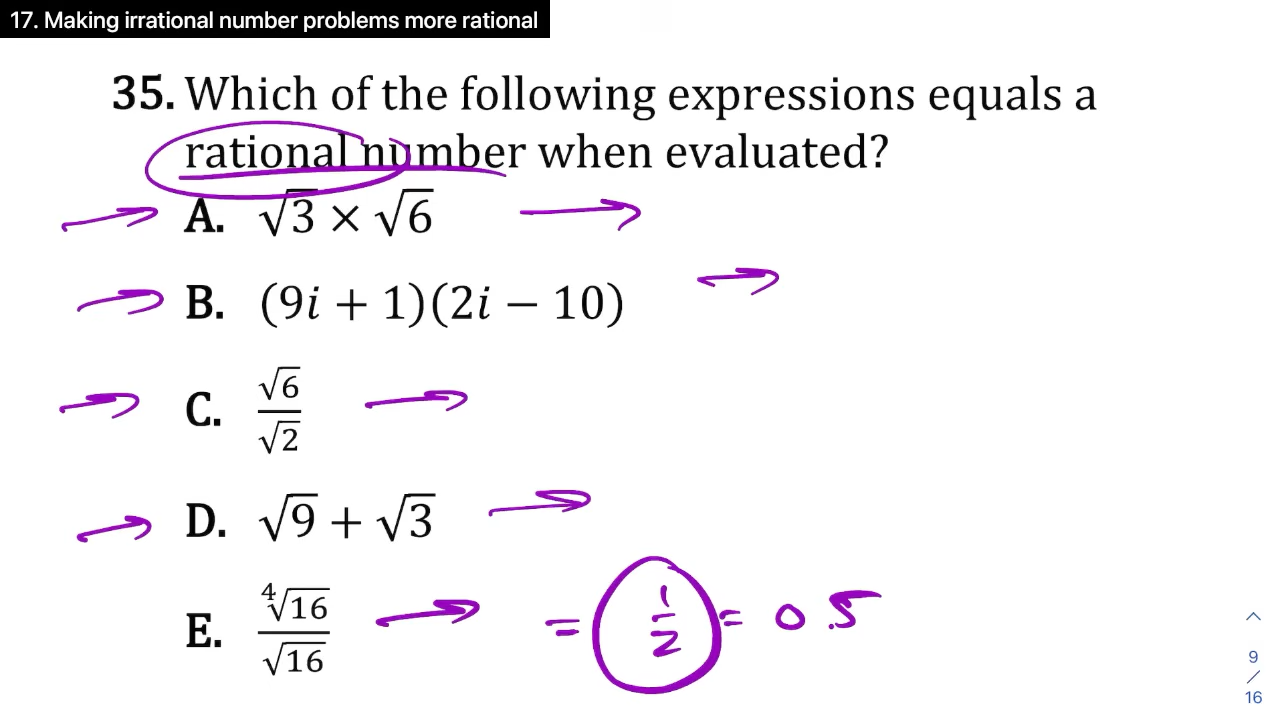 17. Making irrational number problems more rational
35. Which of the following expressions equals a
rational number when evaluated?
A. √3 × √6
B. (9i + 1)(2i − 10)
C. √6/√2
D. √9 + √3
E. ∜16/√16 = 1/2 = 0.5
9
/
16